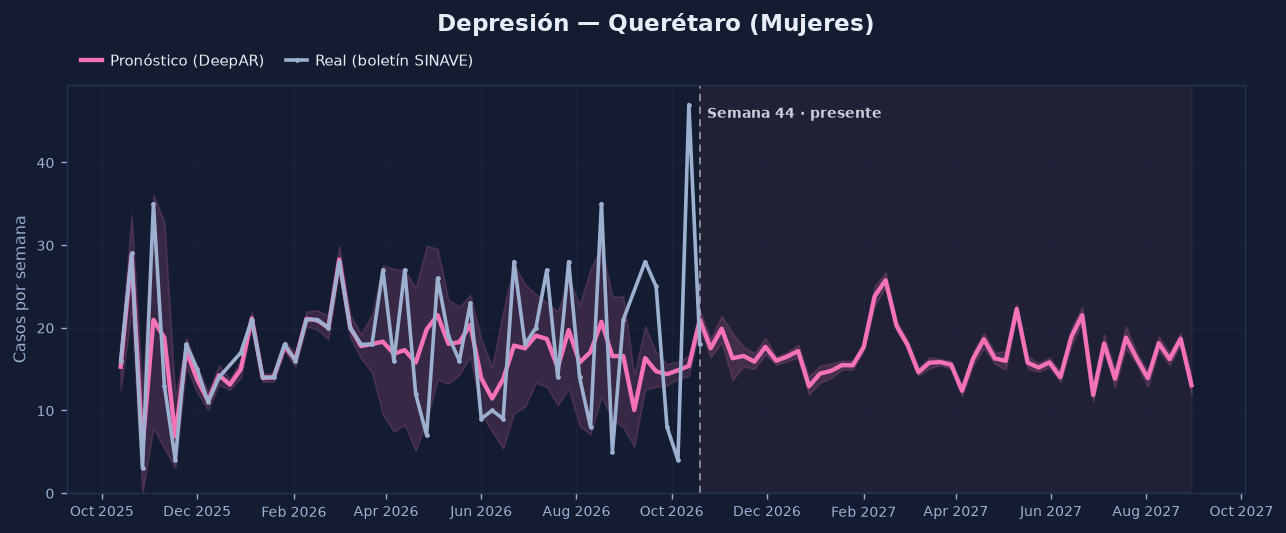 Depresión — Querétaro (Mujeres)
Pronóstico (DeepAR)
Real (boletín SINAVE)
Semana 44 · presente
Casos por semana
40
30
20
10
0
Oct 2025
Dec 2025
Feb 2026
Apr 2026
Jun 2026
Aug 2026
Oct 2026
Dec 2026
Feb 2027
Apr 2027
Jun 2027
Aug 2027
Oct 2027